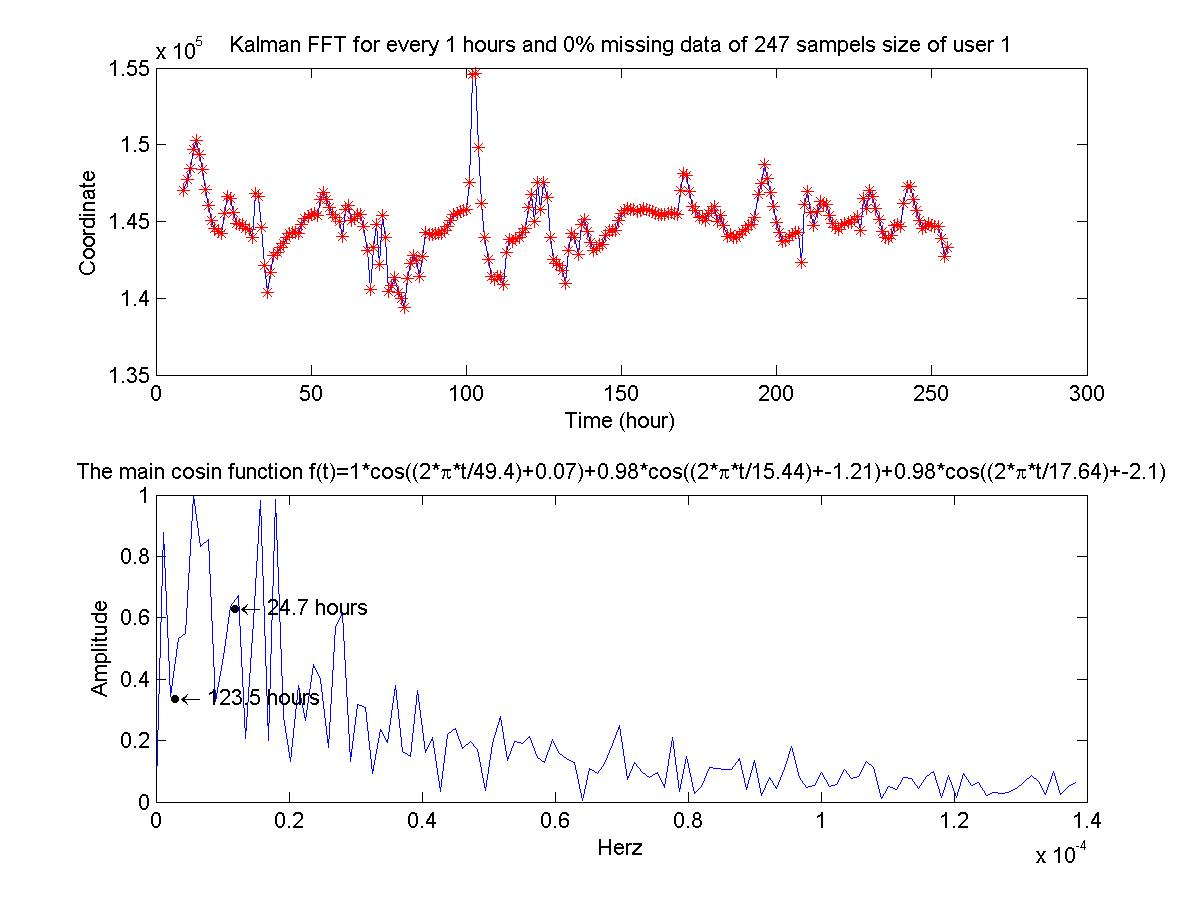 x 10^5
Kalman FFT for every 1 hours and 0% missing data of 247 sampels size of user 1
1.55
1.5
1.45
1.4
1.35
Coordinate
0 50 100 150 200 250 300
Time (hour)
The main cosin function f(t)=1*cos((2*π*t/49.4)+0.07)+0.98*cos((2*π*t/15.44)+-1.21)+0.98*cos((2*π*t/17.64)+-2.1)
1
0.8
0.6
0.4
0.2
0
Amplitude
← 24.7 hours
← 123.5 hours
0 0.2 0.4 0.6 0.8 1 1.2 1.4
Herz
x 10^-4